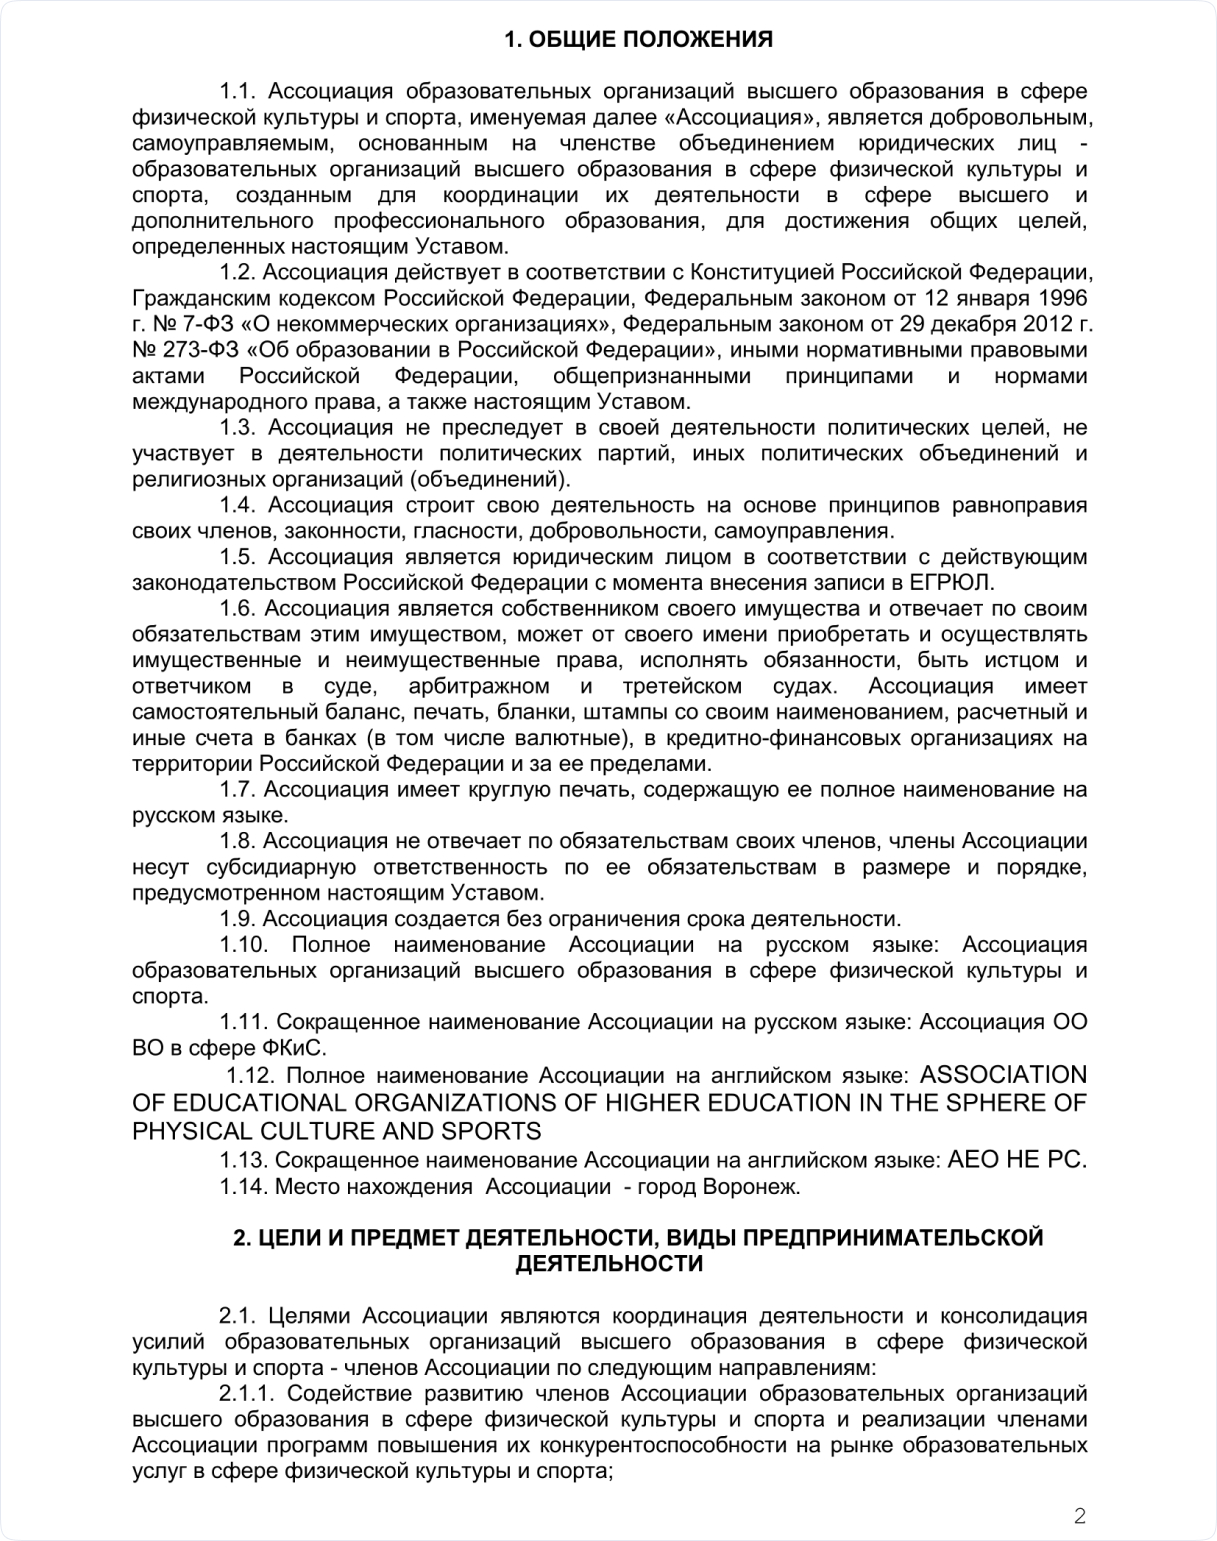 1. ОБЩИЕ ПОЛОЖЕНИЯ
1.1. Ассоциация образовательных организаций высшего образования в сфере
физической культуры и спорта, именуемая далее «Ассоциация», является добровольным,
самоуправляемым, основанным на членстве объединением юридических лиц -
образовательных организаций высшего образования в сфере физической культуры и
спорта, созданным для координации их деятельности в сфере высшего и
дополнительного профессионального образования, для достижения общих целей,
определенных настоящим Уставом.
1.2. Ассоциация действует в соответствии с Конституцией Российской Федерации,
Гражданским кодексом Российской Федерации, Федеральным законом от 12 января 1996
г. № 7-ФЗ «О некоммерческих организациях», Федеральным законом от 29 декабря 2012 г.
№ 273-ФЗ «Об образовании в Российской Федерации», иными нормативными правовыми
актами Российской Федерации, общепризнанными принципами и нормами
международного права, а также настоящим Уставом.
1.3. Ассоциация не преследует в своей деятельности политических целей, не
участвует в деятельности политических партий, иных политических объединений и
религиозных организаций (объединений).
1.4. Ассоциация строит свою деятельность на основе принципов равноправия
своих членов, законности, гласности, добровольности, самоуправления.
1.5. Ассоциация является юридическим лицом в соответствии с действующим
законодательством Российской Федерации с момента внесения записи в ЕГРЮЛ.
1.6. Ассоциация является собственником своего имущества и отвечает по своим
обязательствам этим имуществом, может от своего имени приобретать и осуществлять
имущественные и неимущественные права, исполнять обязанности, быть истцом и
ответчиком в суде, арбитражном и третейском судах. Ассоциация имеет
самостоятельный баланс, печать, бланки, штампы со своим наименованием, расчетный и
иные счета в банках (в том числе валютные), в кредитно-финансовых организациях на
территории Российской Федерации и за ее пределами.
1.7. Ассоциация имеет круглую печать, содержащую ее полное наименование на
русском языке.
1.8. Ассоциация не отвечает по обязательствам своих членов, члены Ассоциации
несут субсидиарную ответственность по ее обязательствам в размере и порядке,
предусмотренном настоящим Уставом.
1.9. Ассоциация создается без ограничения срока деятельности.
1.10. Полное наименование Ассоциации на русском языке: Ассоциация
образовательных организаций высшего образования в сфере физической культуры и
спорта.
1.11. Сокращенное наименование Ассоциации на русском языке: Ассоциация ОО
ВО в сфере ФКиС.
1.12. Полное наименование Ассоциации на английском языке: ASSOCIATION
OF EDUCATIONAL ORGANIZATIONS OF HIGHER EDUCATION IN THE SPHERE OF
PHYSICAL CULTURE AND SPORTS
1.13. Сокращенное наименование Ассоциации на английском языке: AEO HE PC.
1.14. Место нахождения Ассоциации - город Воронеж.
2. ЦЕЛИ И ПРЕДМЕТ ДЕЯТЕЛЬНОСТИ, ВИДЫ ПРЕДПРИНИМАТЕЛЬСКОЙ
ДЕЯТЕЛЬНОСТИ
2.1. Целями Ассоциации являются координация деятельности и консолидация
усилий образовательных организаций высшего образования в сфере физической
культуры и спорта - членов Ассоциации по следующим направлениям:
2.1.1. Содействие развитию членов Ассоциации образовательных организаций
высшего образования в сфере физической культуры и спорта и реализации членами
Ассоциации программ повышения их конкурентоспособности на рынке образовательных
услуг в сфере физической культуры и спорта;
2